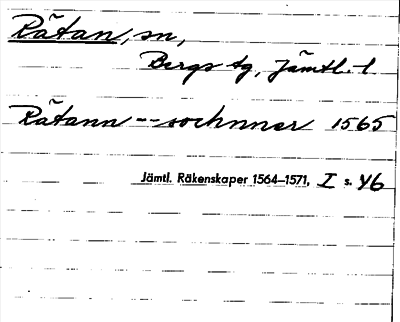 Rätan, sn,
Bergs tg, Jämtl. l.
Rätann -- sochnner 1565
Jämtl. Räkenskaper 1564–1571, I s. 46